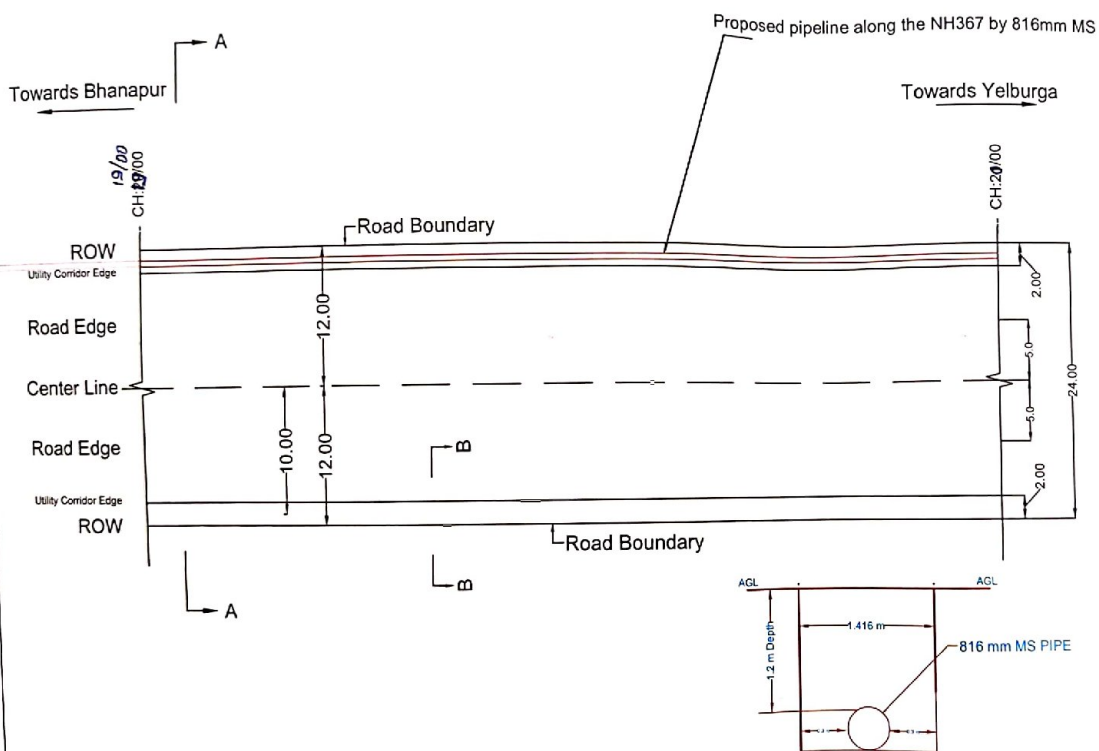 Proposed pipeline along the NH367 by 816mm MS
A
Towards Bhanapur
Towards Yelburga
19/00
CH:
CH:20/00
Road Boundary
ROW
Utility Corridor Edge
2.00
12.00
Road Edge
5.0
Center Line
24.00
5.0
Road Edge
10.00
12.00
B
2.00
Utility Corridor Edge
ROW
Road Boundary
B
A
AGL
AGL
1.416 m
1.2 m Depth
816 mm MS PIPE